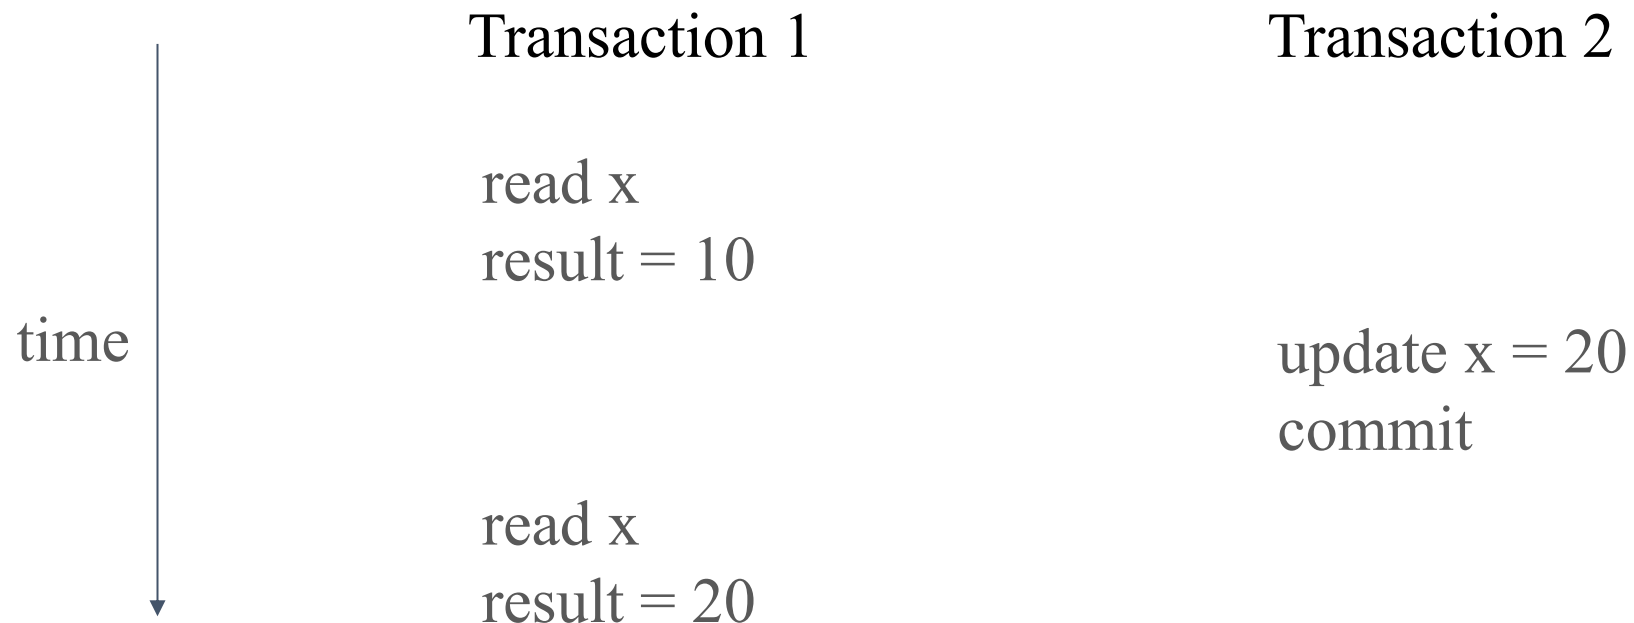 Transaction 1
Transaction 2
read x
result = 10
time
update x = 20
commit
read x
result = 20